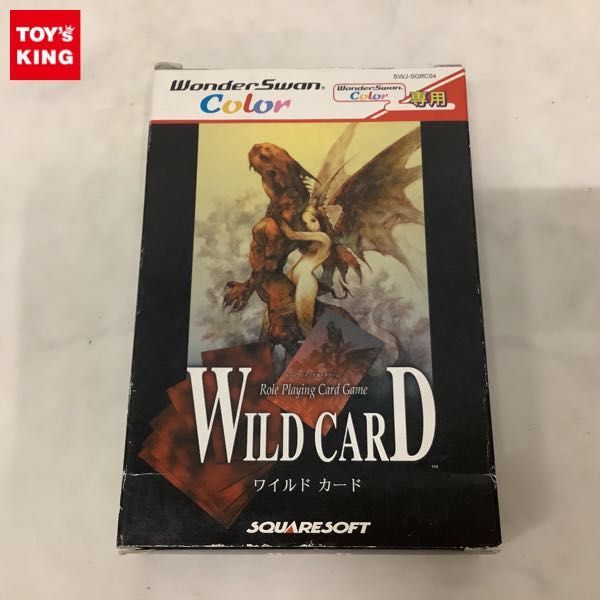 TOY's
KING
SWJ-SQRC04
WonderSwan®
Color
WonderSwan
Color
専用
Role Playing Card Game
WILD CARD™
ワイルド カード
SQUARESOFT